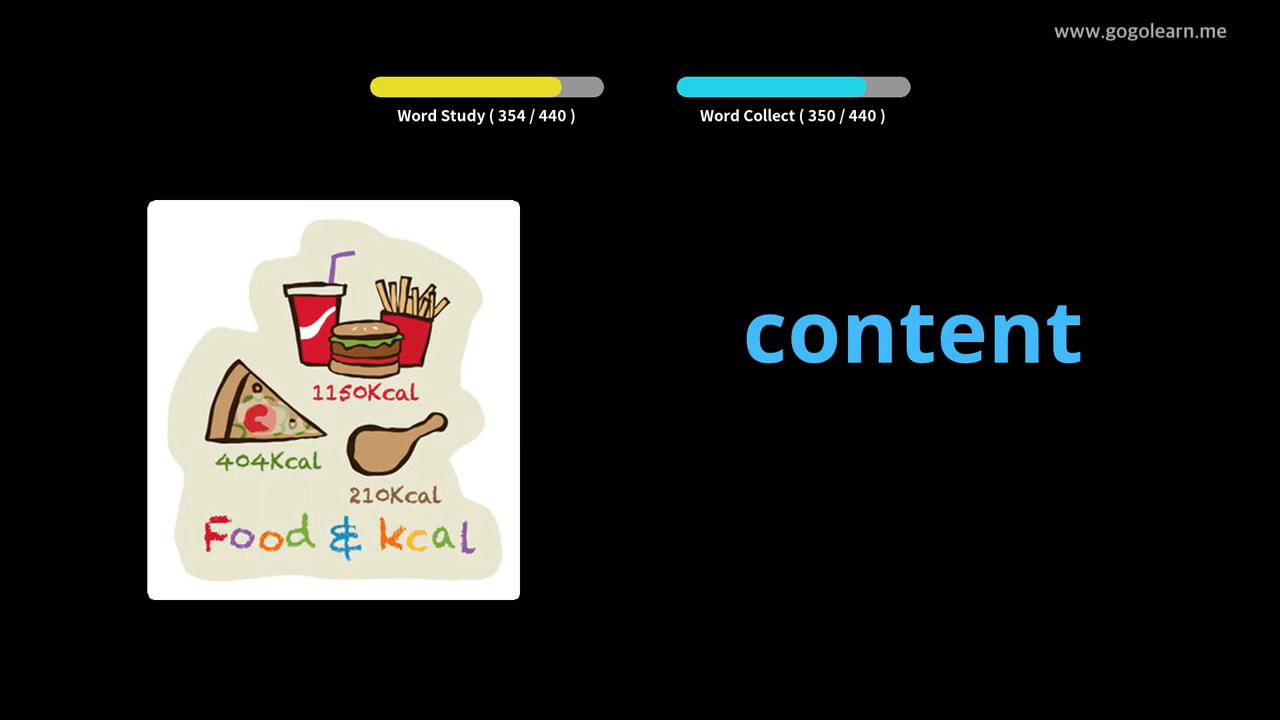 www.gogolearn.me
Word Study ( 354 / 440 )
Word Collect ( 350 / 440 )
1150Kcal
404Kcal
210Kcal
Food & kcal
content